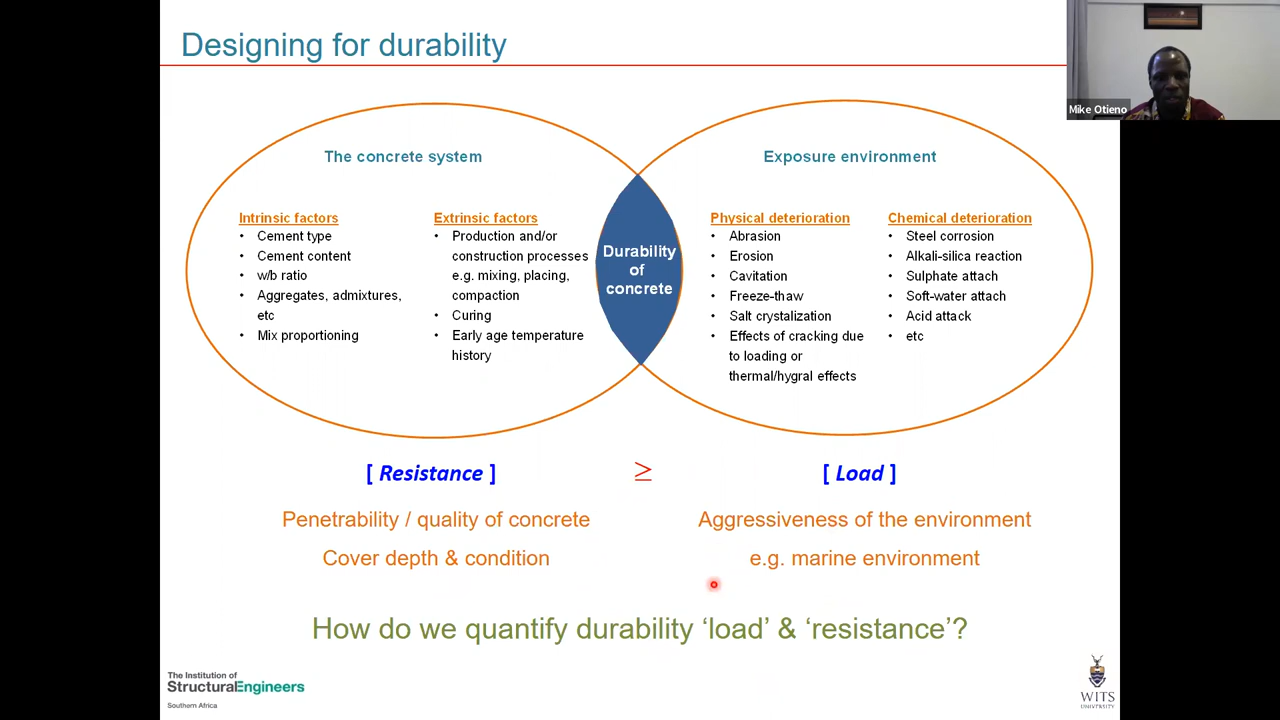 Designing for durability
Mike Otieno
The concrete system
Intrinsic factors
• Cement type
• Cement content
• w/b ratio
• Aggregates, admixtures,
etc
• Mix proportioning
Extrinsic factors
• Production and/or
construction processes
e.g. mixing, placing,
compaction
• Curing
• Early age temperature
history
Durability
of
concrete
Exposure environment
Physical deterioration
• Abrasion
• Erosion
• Cavitation
• Freeze-thaw
• Salt crystalization
• Effects of cracking due
to loading or
thermal/hygral effects
Chemical deterioration
• Steel corrosion
• Alkali-silica reaction
• Sulphate attach
• Soft-water attach
• Acid attack
• etc
[ Resistance ] ≥ [ Load ]
Penetrability / quality of concrete
Cover depth & condition
Aggressiveness of the environment
e.g. marine environment
How do we quantify durability ‘load’ & ‘resistance’?
The Institution of
StructuralEngineers
Southern Africa
WITS
UNIVERSITY